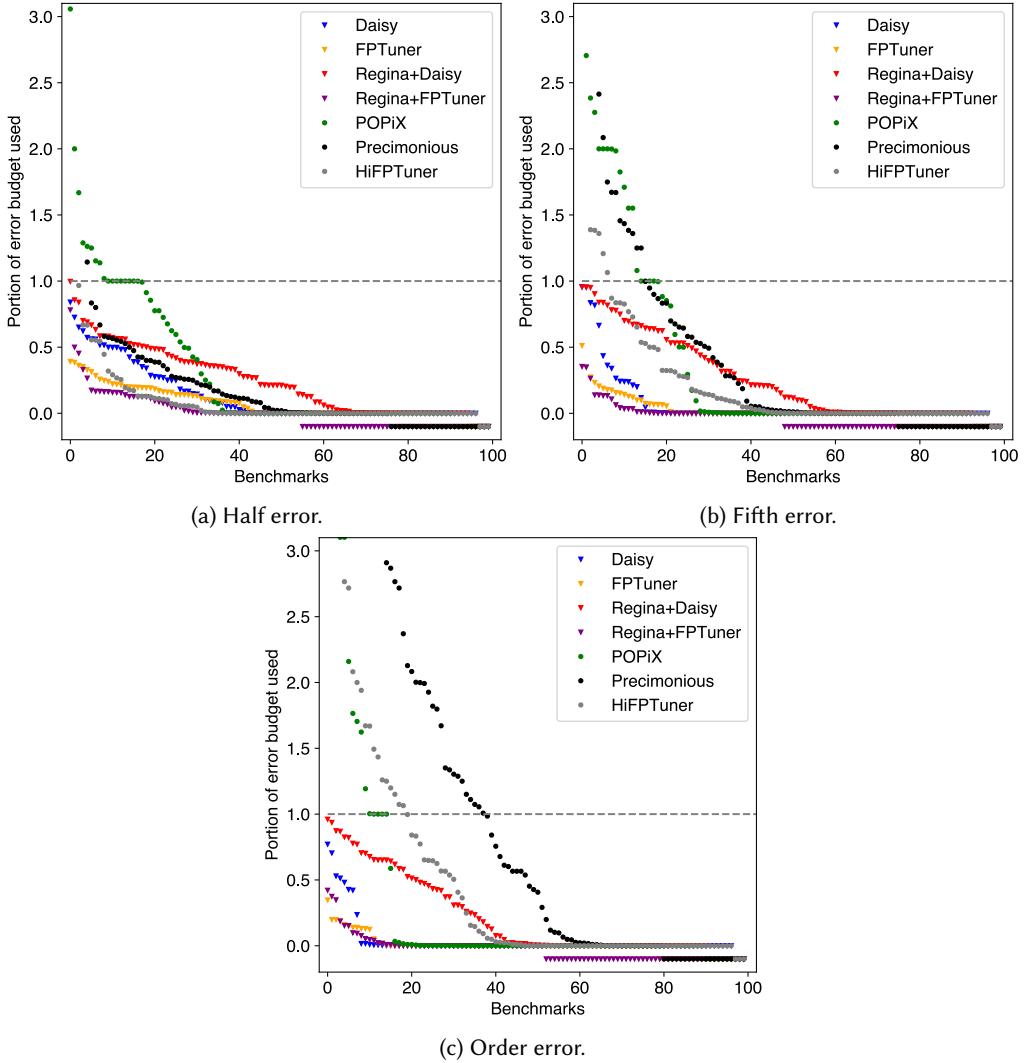 3.0
2.5
2.0
1.5
1.0
0.5
0.0
Portion of error budget used
Daisy
FPTuner
Regina+Daisy
Regina+FPTuner
POPiX
Precimonious
HiFPTuner
0 20 40 60 80 100
Benchmarks
(a) Half error.
3.0
2.5
2.0
1.5
1.0
0.5
0.0
Portion of error budget used
Daisy
FPTuner
Regina+Daisy
Regina+FPTuner
POPiX
Precimonious
HiFPTuner
0 20 40 60 80 100
Benchmarks
(b) Fifth error.
3.0
2.5
2.0
1.5
1.0
0.5
0.0
Portion of error budget used
Daisy
FPTuner
Regina+Daisy
Regina+FPTuner
POPiX
Precimonious
HiFPTuner
0 20 40 60 80 100
Benchmarks
(c) Order error.